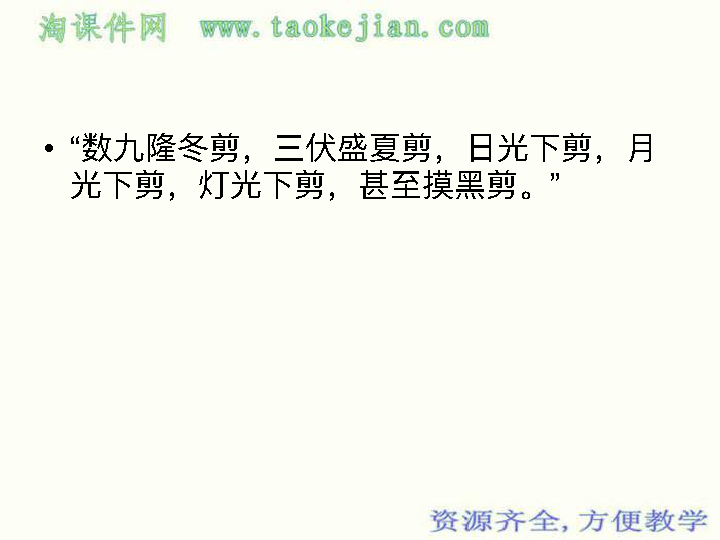 淘课件网 www.taokejian.com
• “数九隆冬剪，三伏盛夏剪，日光下剪，月
光下剪，灯光下剪，甚至摸黑剪。”
资源齐全,方便教学